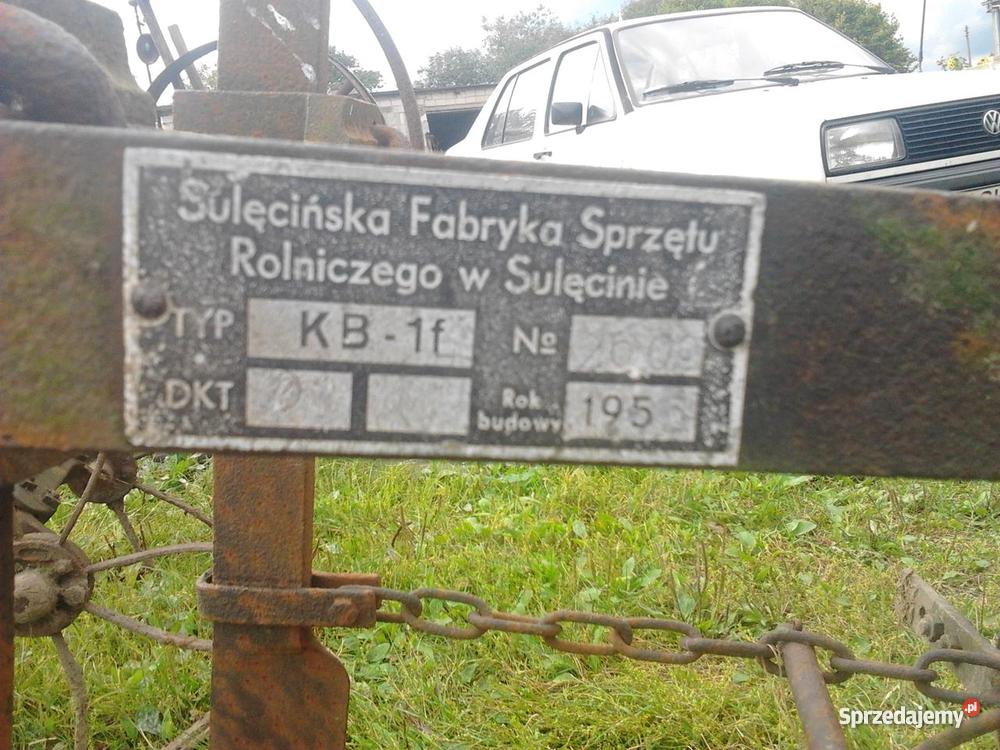 Sulęcińska Fabryka Sprzętu
Rolniczego w Sulęcinie
TYP KB-1f №
DKT Rok budowy 195
Sprzedajemy.pl